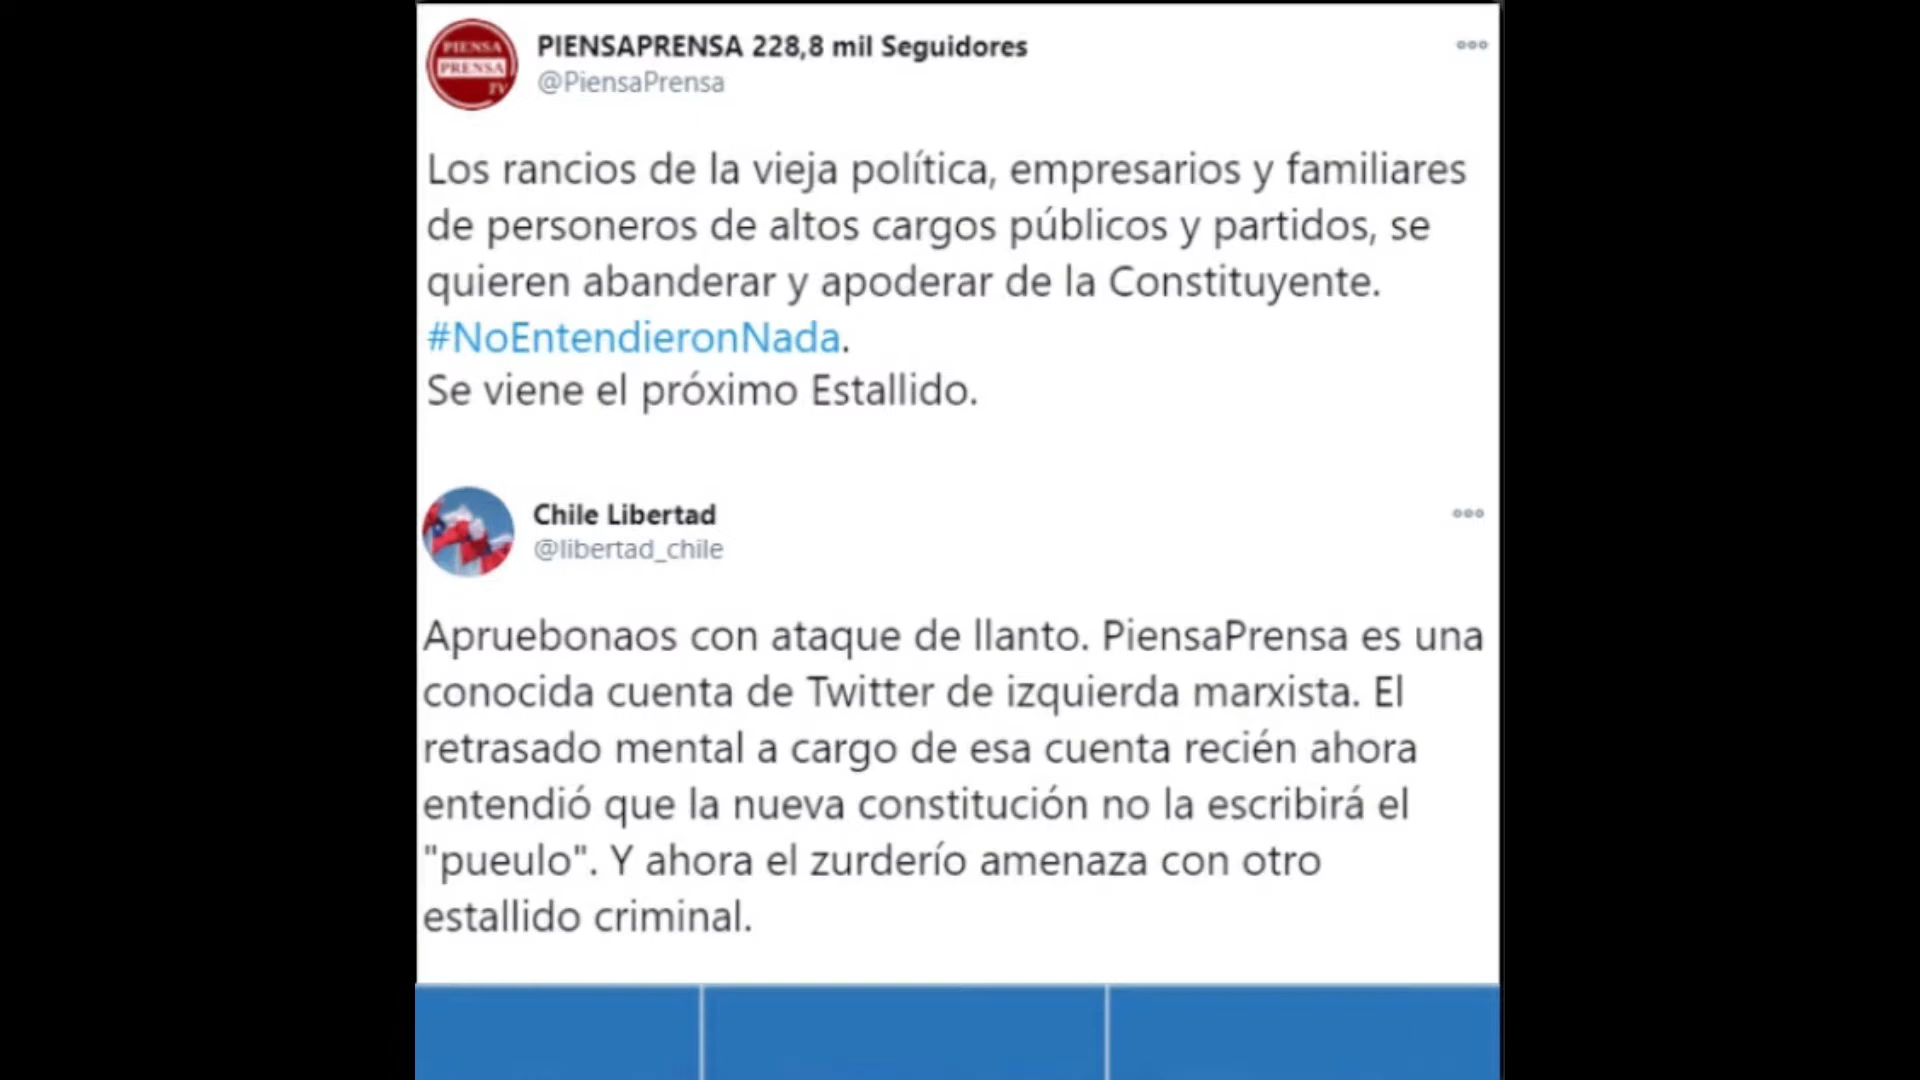 PIENSA
PRENSA
TV
PIENSAPRENSA 228,8 mil Seguidores
@PiensaPrensa
Los rancios de la vieja política, empresarios y familiares
de personeros de altos cargos públicos y partidos, se
quieren abanderar y apoderar de la Constituyente.
#NoEntendieronNada.
Se viene el próximo Estallido.
Chile Libertad
@libertad_chile
Apruebonaos con ataque de llanto. PiensaPrensa es una
conocida cuenta de Twitter de izquierda marxista. El
retrasado mental a cargo de esa cuenta recién ahora
entendió que la nueva constitución no la escribirá el
"pueulo". Y ahora el zurderío amenaza con otro
estallido criminal.